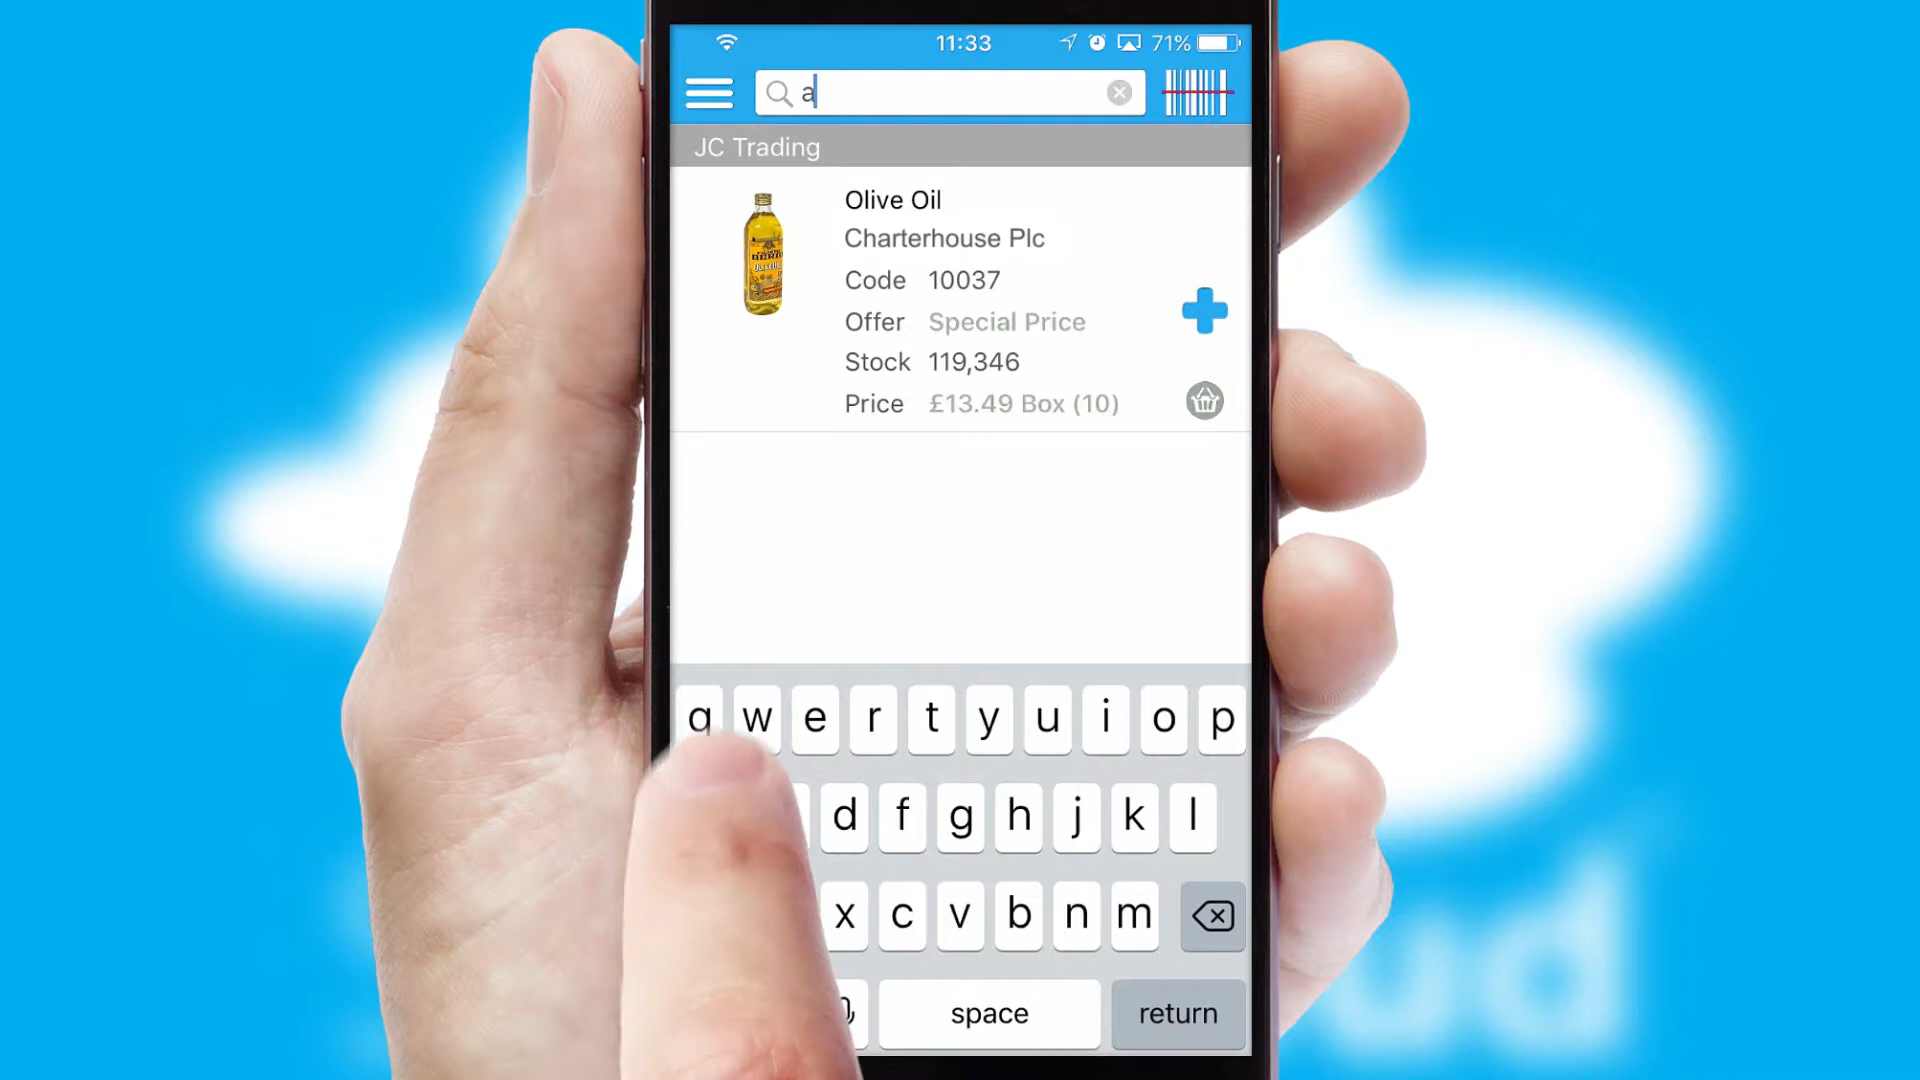 11:33
71%
a
JC Trading
Olive Oil
Charterhouse Plc
Code 10037
Offer Special Price
Stock 119,346
Price £13.49 Box (10)
q w e r t y u i o p
d f g h j k l
x c v b n m
space return
ud